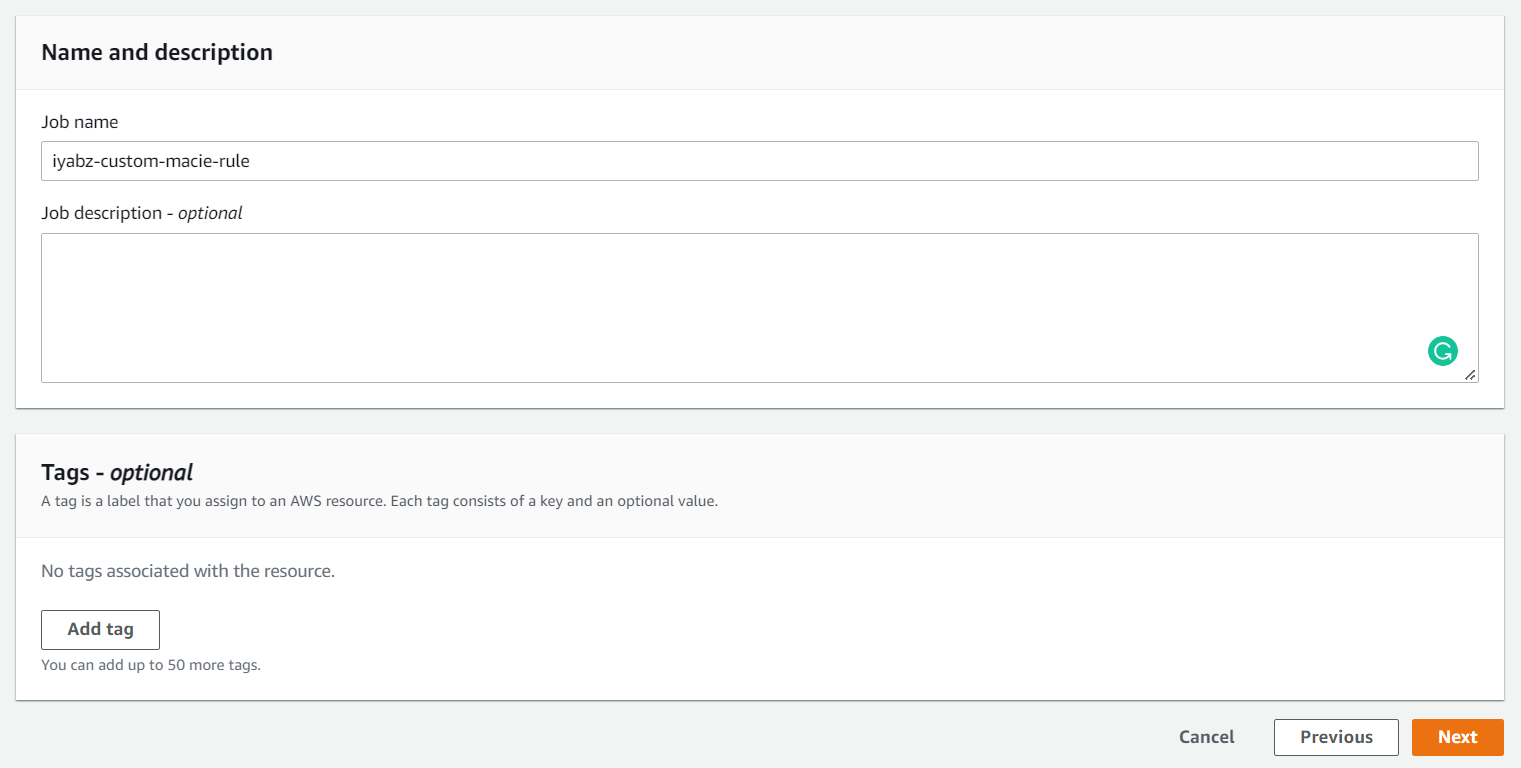 Name and description
Job name
iyabz-custom-macie-rule
Job description - optional
Tags - optional
A tag is a label that you assign to an AWS resource. Each tag consists of a key and an optional value.
No tags associated with the resource.
Add tag
You can add up to 50 more tags.
Cancel Previous Next